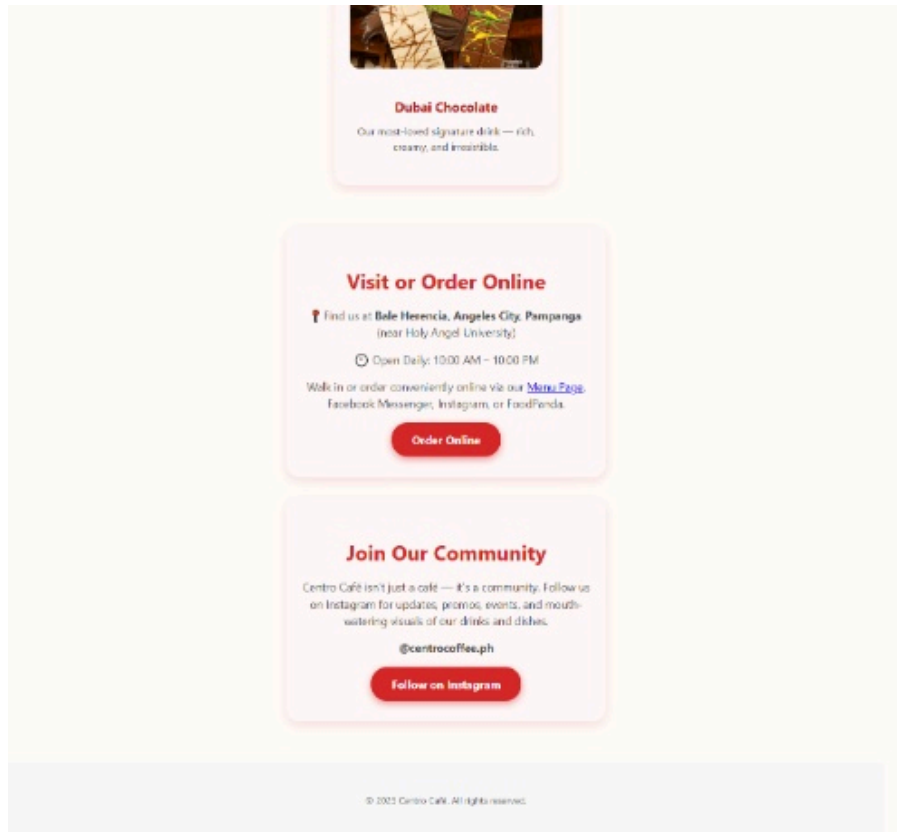 Dubai Chocolate
Our most-loved signature drink — rich,
creamy, and irresistible.
Visit or Order Online
📍 Find us at Bale Herencia, Angeles City, Pampanga
(near Holy Angel University)
🕙 Open Daily: 10:00 AM – 10:00 PM
Walk in or order conveniently online via our Menu Page,
Facebook Messenger, Instagram, or FoodPanda.
Order Online
Join Our Community
Centro Café isn't just a café — it's a community. Follow us
on Instagram for updates, promos, events, and mouth-
watering visuals of our drinks and dishes.
@centrocoffee.ph
Follow on Instagram
© 2025 Centro Café. All rights reserved.